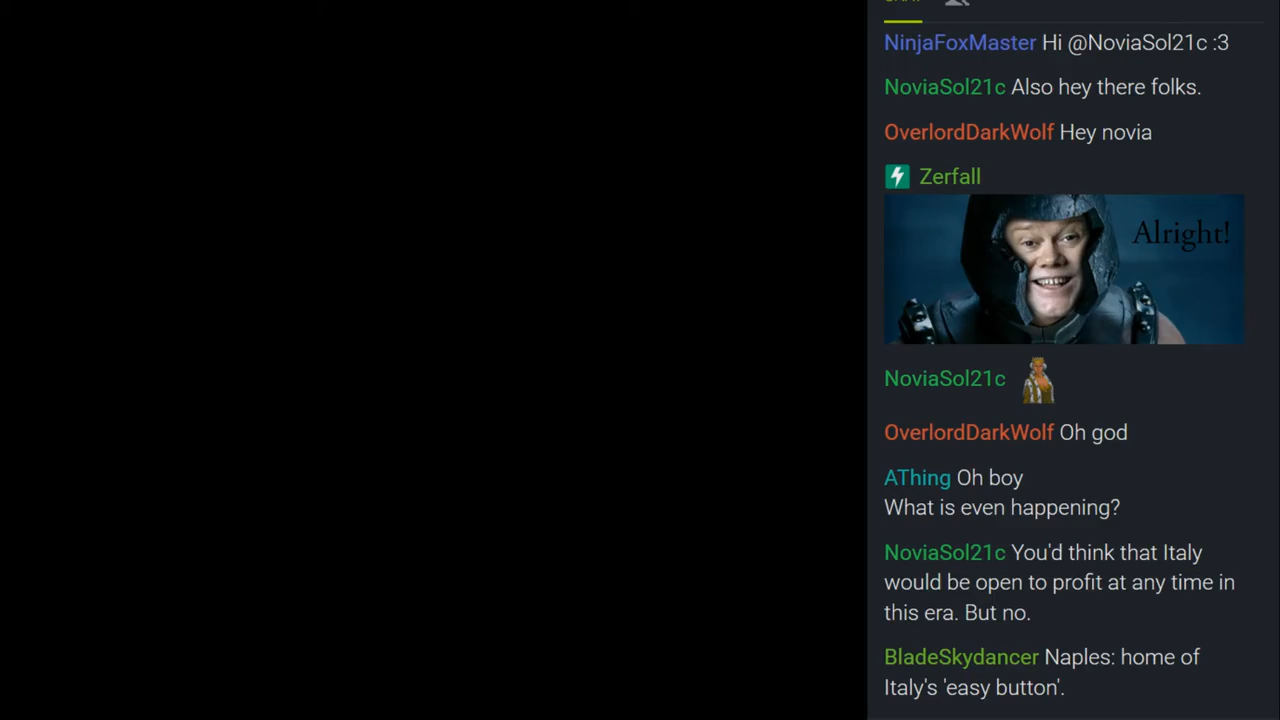 NinjaFoxMaster Hi @NoviaSol21c :3
NoviaSol21c Also hey there folks.
OverlordDarkWolf Hey novia
Zerfall
Alright!
NoviaSol21c
OverlordDarkWolf Oh god
AThing Oh boy
What is even happening?
NoviaSol21c You'd think that Italy
would be open to profit at any time in
this era. But no.
BladeSkydancer Naples: home of
Italy's 'easy button'.